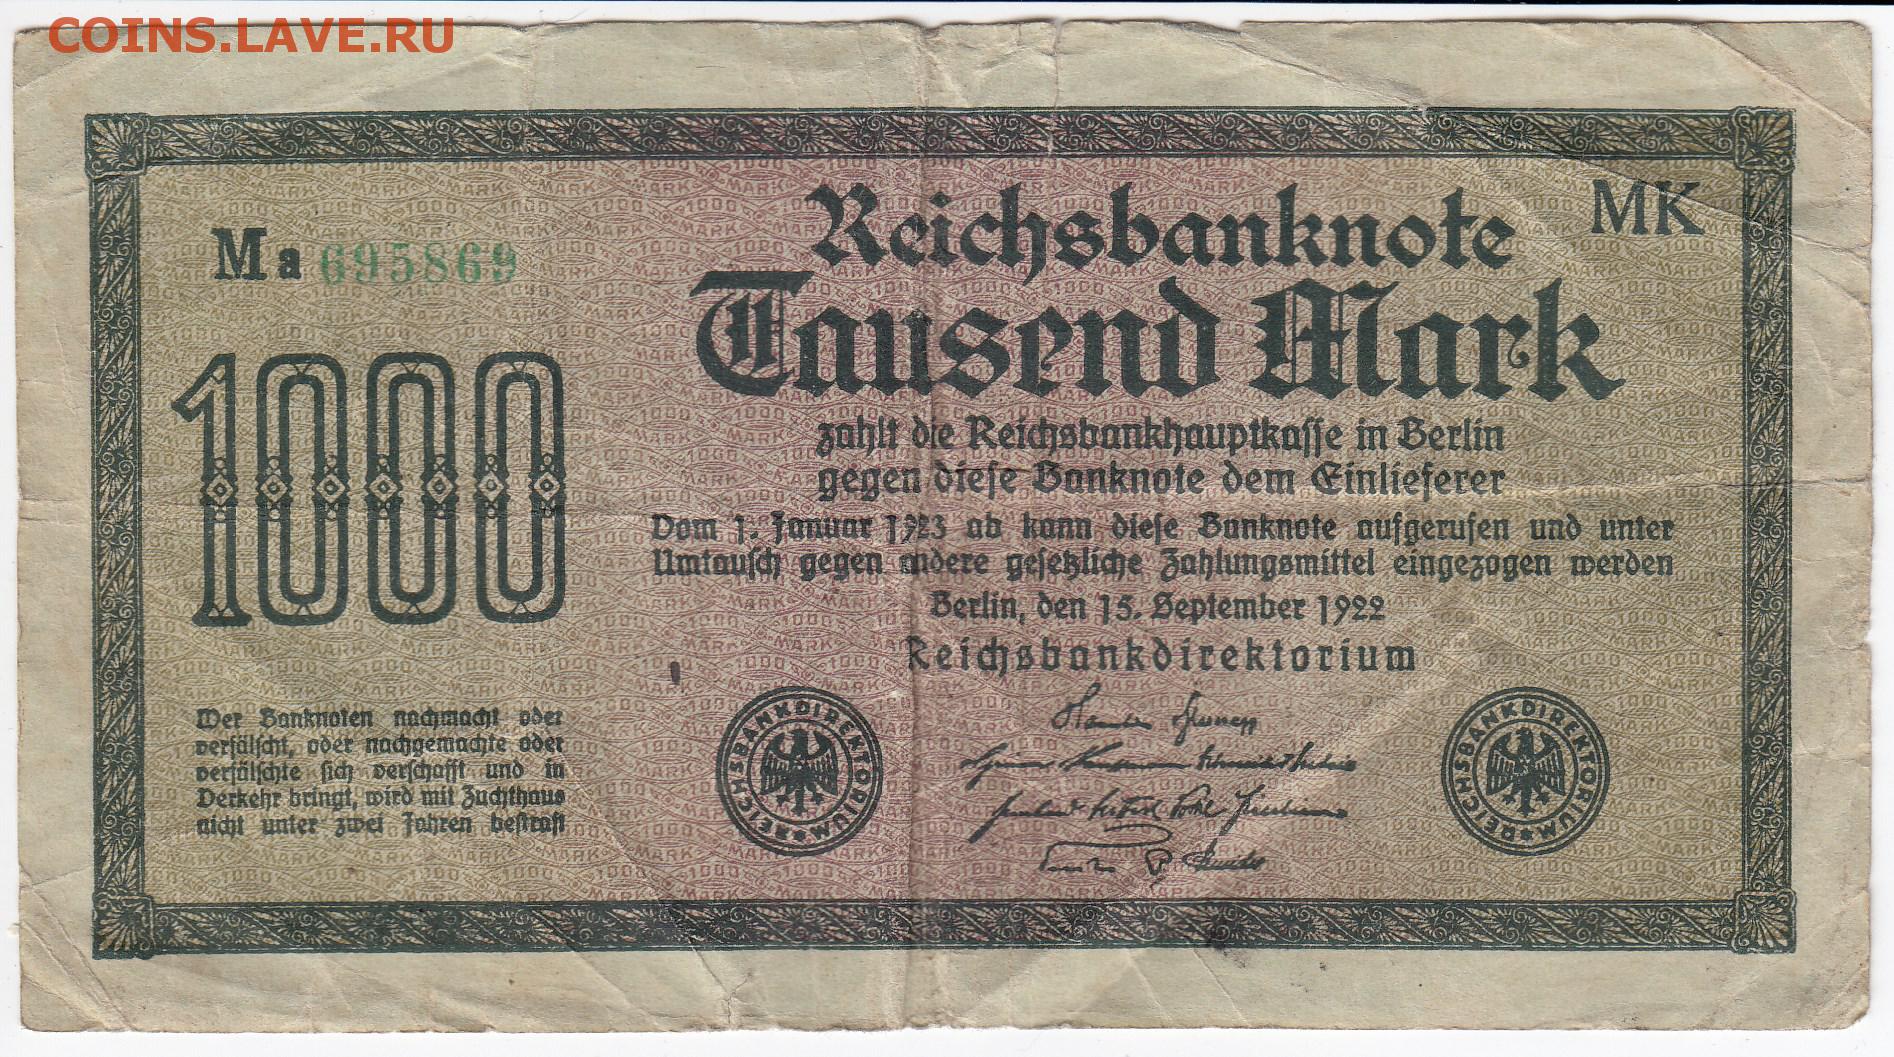 COINS.LAVE.RU
Reichsbanknote
MK
Ma 695869
Tausend Mark
1000
zahlt die Reichsbankhauptkasse in Berlin
gegen diese Banknote dem Einlieferer
Vom 1. Januar 1923 ab kann diese Banknote aufgerufen und unter
Umtausch gegen andere gesetzliche Zahlungsmittel eingezogen werden
Berlin, den 15. September 1922
Reichsbankdirektorium
Wer Banknoten nachmacht oder
verfälscht, oder nachgemachte oder
verfälschte sich verschafft und in
Verkehr bringt, wird mit Zuchthaus
nicht unter zwei Jahren bestraft
REICHSBANKDIREKTORIUM
REICHSBANKDIREKTORIUM